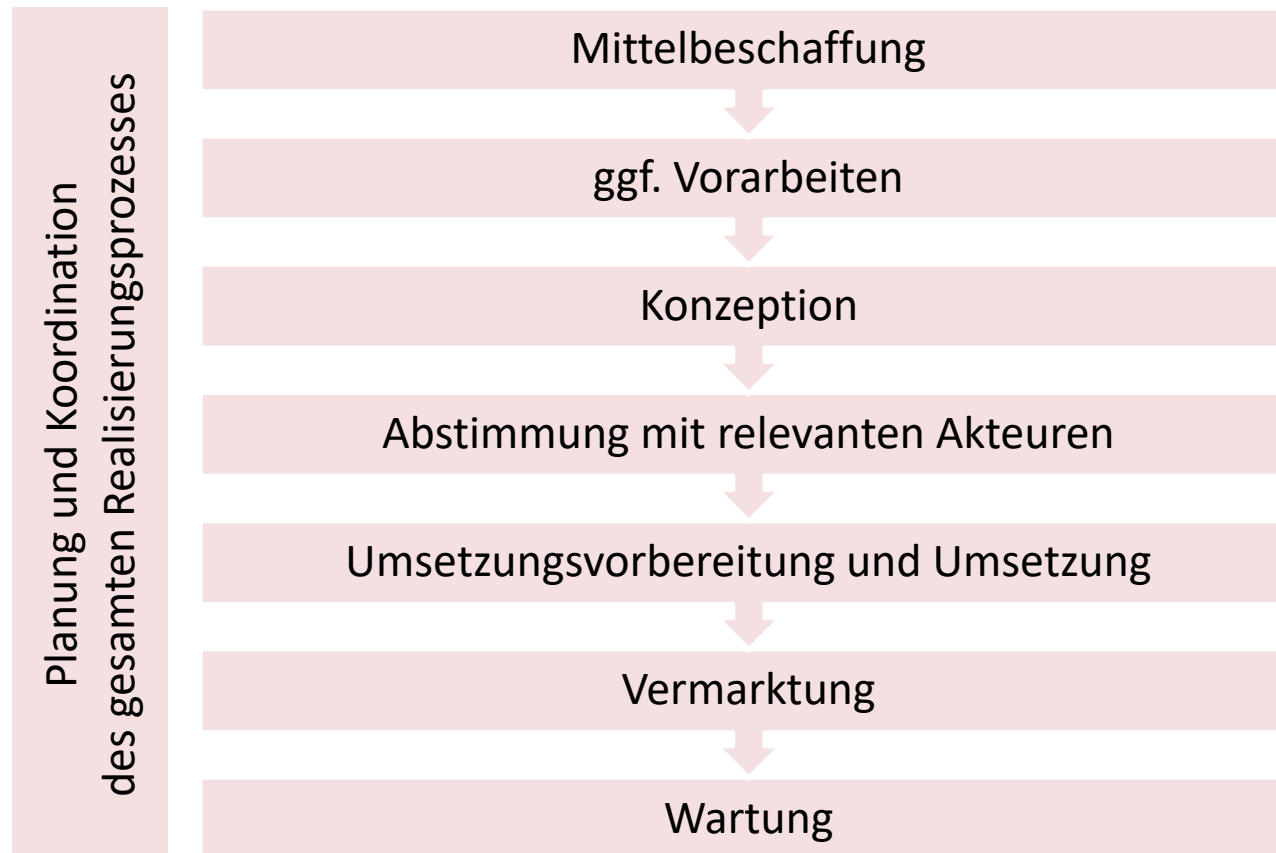 Planung und Koordination
des gesamten Realisierungsprozesses
Mittelbeschaffung
ggf. Vorarbeiten
Konzeption
Abstimmung mit relevanten Akteuren
Umsetzungsvorbereitung und Umsetzung
Vermarktung
Wartung